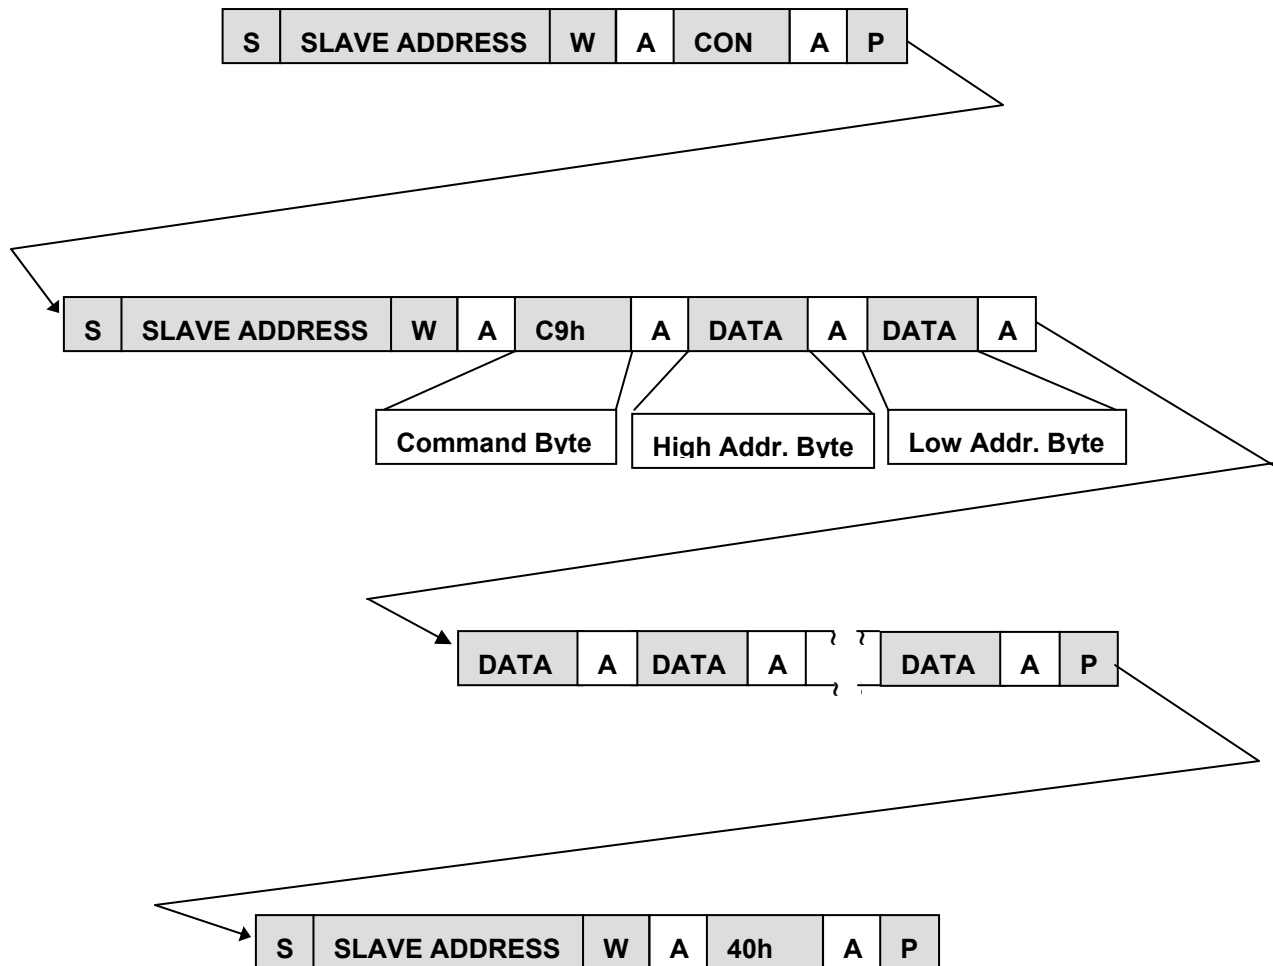 S SLAVE ADDRESS W A CON A P
S SLAVE ADDRESS W A C9h A DATA A DATA A
Command Byte High Addr. Byte Low Addr. Byte
DATA A DATA A DATA A P
S SLAVE ADDRESS W A 40h A P